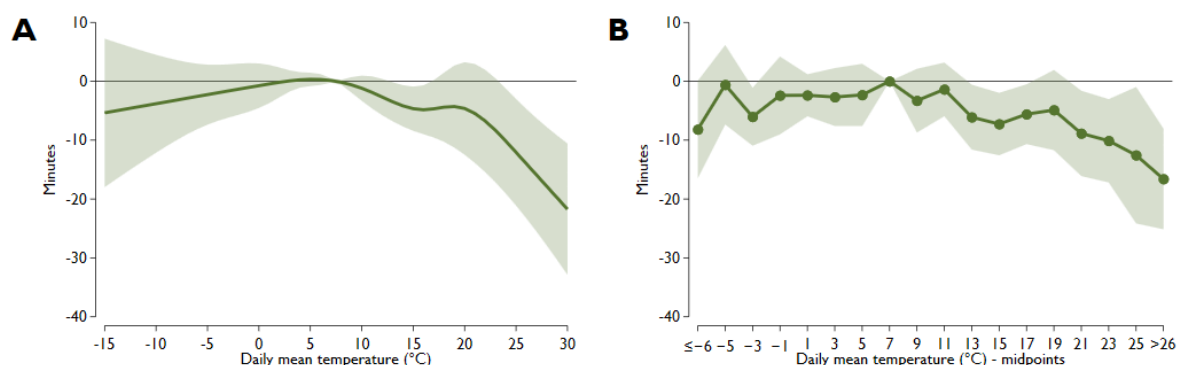 A
10
0
-10
-20
-30
-40
Minutes
-15 -10 -5 0 5 10 15 20 25 30
Daily mean temperature (°C)
B
10
0
-10
-20
-30
-40
Minutes
≤−6 −5 −3 −1 1 3 5 7 9 11 13 15 17 19 21 23 25 >26
Daily mean temperature (°C) - midpoints